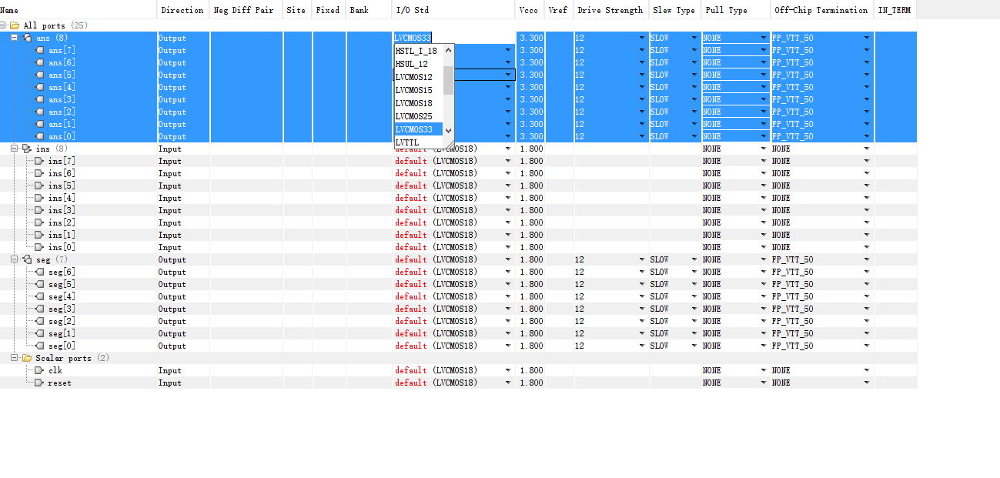 Name Direction Neg Diff Pair Site Fixed Bank I/O Std Vcco Vref Drive Strength Slew Type Pull Type Off-Chip Termination IN_TERM
All ports (25)
ans (8) Output LVCMOS33 3.300 12 SLOW NONE FP_VTT_50
ans[7] Output HSTL_I_18 3.300 12 SLOW NONE FP_VTT_50
ans[6] Output HSUL_12 3.300 12 SLOW NONE FP_VTT_50
ans[5] Output LVCMOS12 3.300 12 SLOW NONE FP_VTT_50
ans[4] Output LVCMOS15 3.300 12 SLOW NONE FP_VTT_50
ans[3] Output LVCMOS18 3.300 12 SLOW NONE FP_VTT_50
ans[2] Output LVCMOS25 3.300 12 SLOW NONE FP_VTT_50
ans[1] Output LVCMOS33 3.300 12 SLOW NONE FP_VTT_50
ans[0] Output LVTTL 3.300 12 SLOW NONE FP_VTT_50
ins (8) Input default (LVCMOS18) 1.800 NONE NONE
ins[7] Input default (LVCMOS18) 1.800 NONE NONE
ins[6] Input default (LVCMOS18) 1.800 NONE NONE
ins[5] Input default (LVCMOS18) 1.800 NONE NONE
ins[4] Input default (LVCMOS18) 1.800 NONE NONE
ins[3] Input default (LVCMOS18) 1.800 NONE NONE
ins[2] Input default (LVCMOS18) 1.800 NONE NONE
ins[1] Input default (LVCMOS18) 1.800 NONE NONE
ins[0] Input default (LVCMOS18) 1.800 NONE NONE
seg (7) Output default (LVCMOS18) 1.800 12 SLOW NONE FP_VTT_50
seg[6] Output default (LVCMOS18) 1.800 12 SLOW NONE FP_VTT_50
seg[5] Output default (LVCMOS18) 1.800 12 SLOW NONE FP_VTT_50
seg[4] Output default (LVCMOS18) 1.800 12 SLOW NONE FP_VTT_50
seg[3] Output default (LVCMOS18) 1.800 12 SLOW NONE FP_VTT_50
seg[2] Output default (LVCMOS18) 1.800 12 SLOW NONE FP_VTT_50
seg[1] Output default (LVCMOS18) 1.800 12 SLOW NONE FP_VTT_50
seg[0] Output default (LVCMOS18) 1.800 12 SLOW NONE FP_VTT_50
Scalar ports (2)
clk Input default (LVCMOS18) 1.800 NONE NONE
reset Input default (LVCMOS18) 1.800 NONE NONE